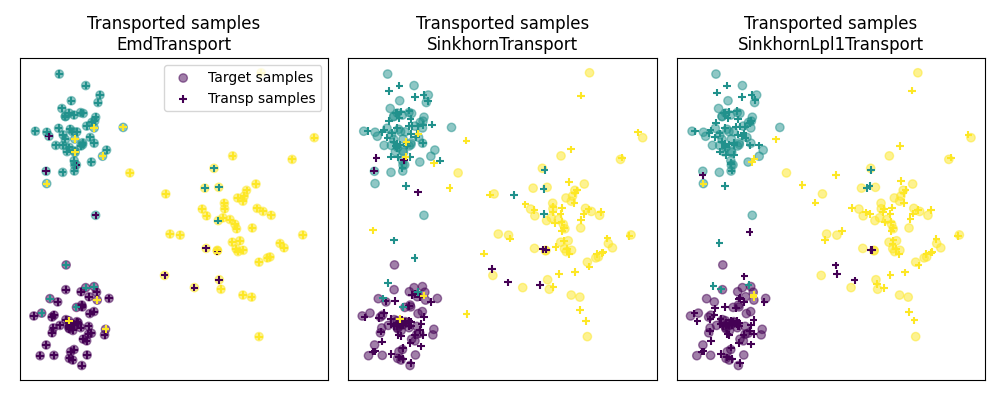 Transported samples
EmdTransport
Target samples
Transp samples
Transported samples
SinkhornTransport
Transported samples
SinkhornLpl1Transport